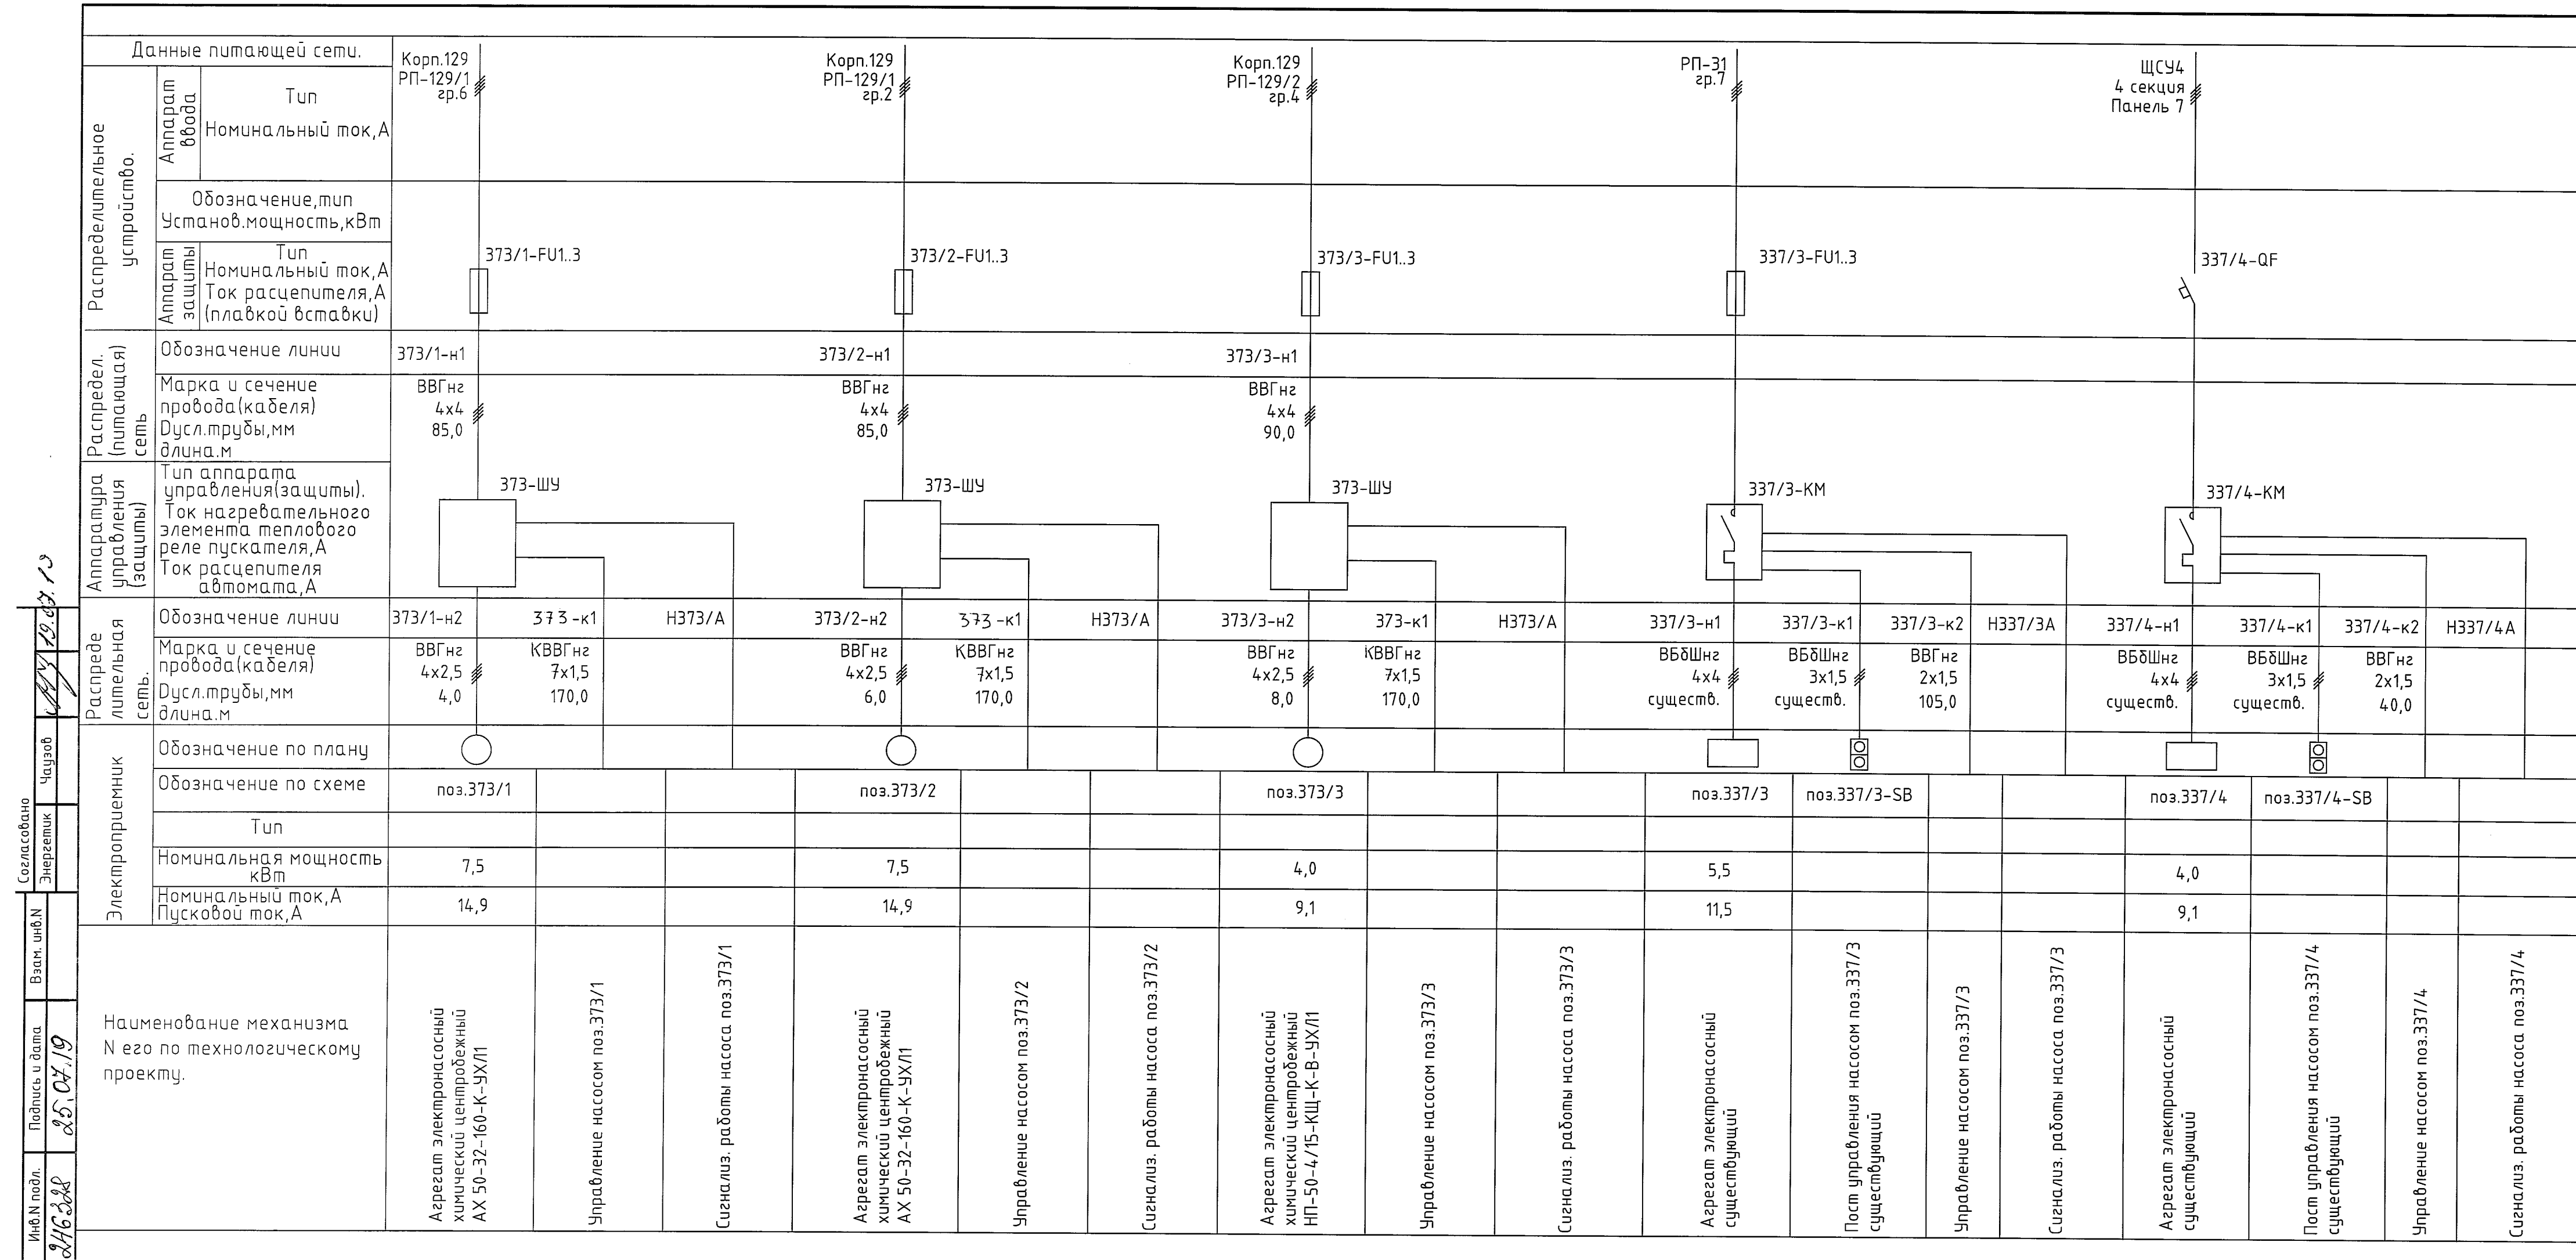 Данные питающей сети.
Распределительное устройство.
Аппарат ввода
Тип
Номинальный ток,А
Обозначение,тип
Установ.мощность,кВт
Аппарат защиты
Тип
Номинальный ток,А
Ток расцепителя,А
(плавкой вставки)
Корп.129
РП-129/1
гр.6
Корп.129
РП-129/1
гр.2
Корп.129
РП-129/2
гр.4
РП-31
гр.7
ЩСУ4
4 секция
Панель 7
373/1-FU1..3
373/2-FU1..3
373/3-FU1..3
337/3-FU1..3
337/4-QF
Распредел. (питающая) сеть
Обозначение линии
373/1-н1
373/2-н1
373/3-н1
Марка и сечение
провода(кабеля)
Dусл.трубы,мм
длина.м
ВВГнг
4х4
85,0
ВВГнг
4х4
85,0
ВВГнг
4х4
90,0
Аппаратура управления (защиты)
Тип аппарата
управления(защиты).
Ток нагревательного
элемента теплового
реле пускателя,А
Ток расцепителя
автомата,А
373-ШУ
373-ШУ
373-ШУ
337/3-КМ
337/4-КМ
Распреде лительная сеть.
Обозначение линии
373/1-н2
373-к1
Н373/А
373/2-н2
373-к1
Н373/А
373/3-н2
373-к1
Н373/А
337/3-н1
337/3-к1
337/3-к2
Н337/3А
337/4-н1
337/4-к1
337/4-к2
Н337/4А
Марка и сечение
провода(кабеля)
Dусл.трубы,мм
длина.м
ВВГнг
4х2,5
4,0
КВВГнг
7х1,5
170,0
ВВГнг
4х2,5
6,0
КВВГнг
7х1,5
170,0
ВВГнг
4х2,5
8,0
КВВГнг
7х1,5
170,0
ВБбШнг
4х4
существ.
ВБбШнг
3х1,5
существ.
ВВГнг
2х1,5
105,0
ВБбШнг
4х4
существ.
ВБбШнг
3х1,5
существ.
ВВГнг
2х1,5
40,0
Электроприемник
Обозначение по плану
Обозначение по схеме
поз.373/1
поз.373/2
поз.373/3
поз.337/3
поз.337/3-SB
поз.337/4
поз.337/4-SB
Тип
Номинальная мощность
кВт
7,5
7,5
4,0
5,5
4,0
Номинальный ток,А
Пусковой ток,А
14,9
14,9
9,1
11,5
9,1
Наименование механизма
N его по технологическому
проекту.
Агрегат электронасосный
химический центробежный
АХ 50-32-160-К-УХЛ1
Управление насосом поз.373/1
Сигнализ. работы насоса поз.373/1
Агрегат электронасосный
химический центробежный
АХ 50-32-160-К-УХЛ1
Управление насосом поз.373/2
Сигнализ. работы насоса поз.373/2
Агрегат электронасосный
химический центробежный
НП-50-4/15-КЩ-К-В-УХЛ1
Управление насосом поз.373/3
Сигнализ. работы насоса поз.373/3
Агрегат электронасосный
существующий
Пост управления насосом поз.337/3
существующий
Управление насосом поз.337/3
Сигнализ. работы насоса поз.337/3
Агрегат электронасосный
существующий
Пост управления насосом поз.337/4
существующий
Управление насосом поз.337/4
Сигнализ. работы насоса поз.337/4
Согласовано
Энергетик
Чаузов
19.07.19
Взам. инв.N
Подпись и дата
25.07.19
Инв.N подл.
246328